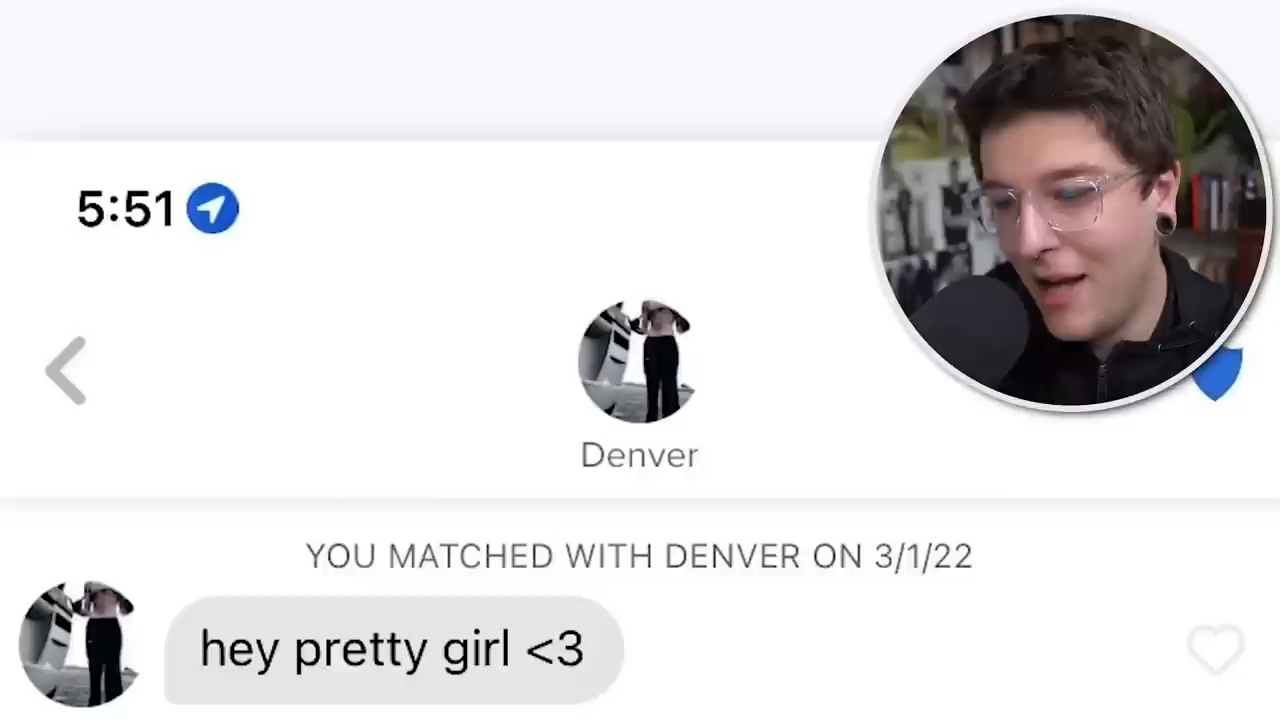 5:51
Denver
YOU MATCHED WITH DENVER ON 3/1/22
hey pretty girl <3